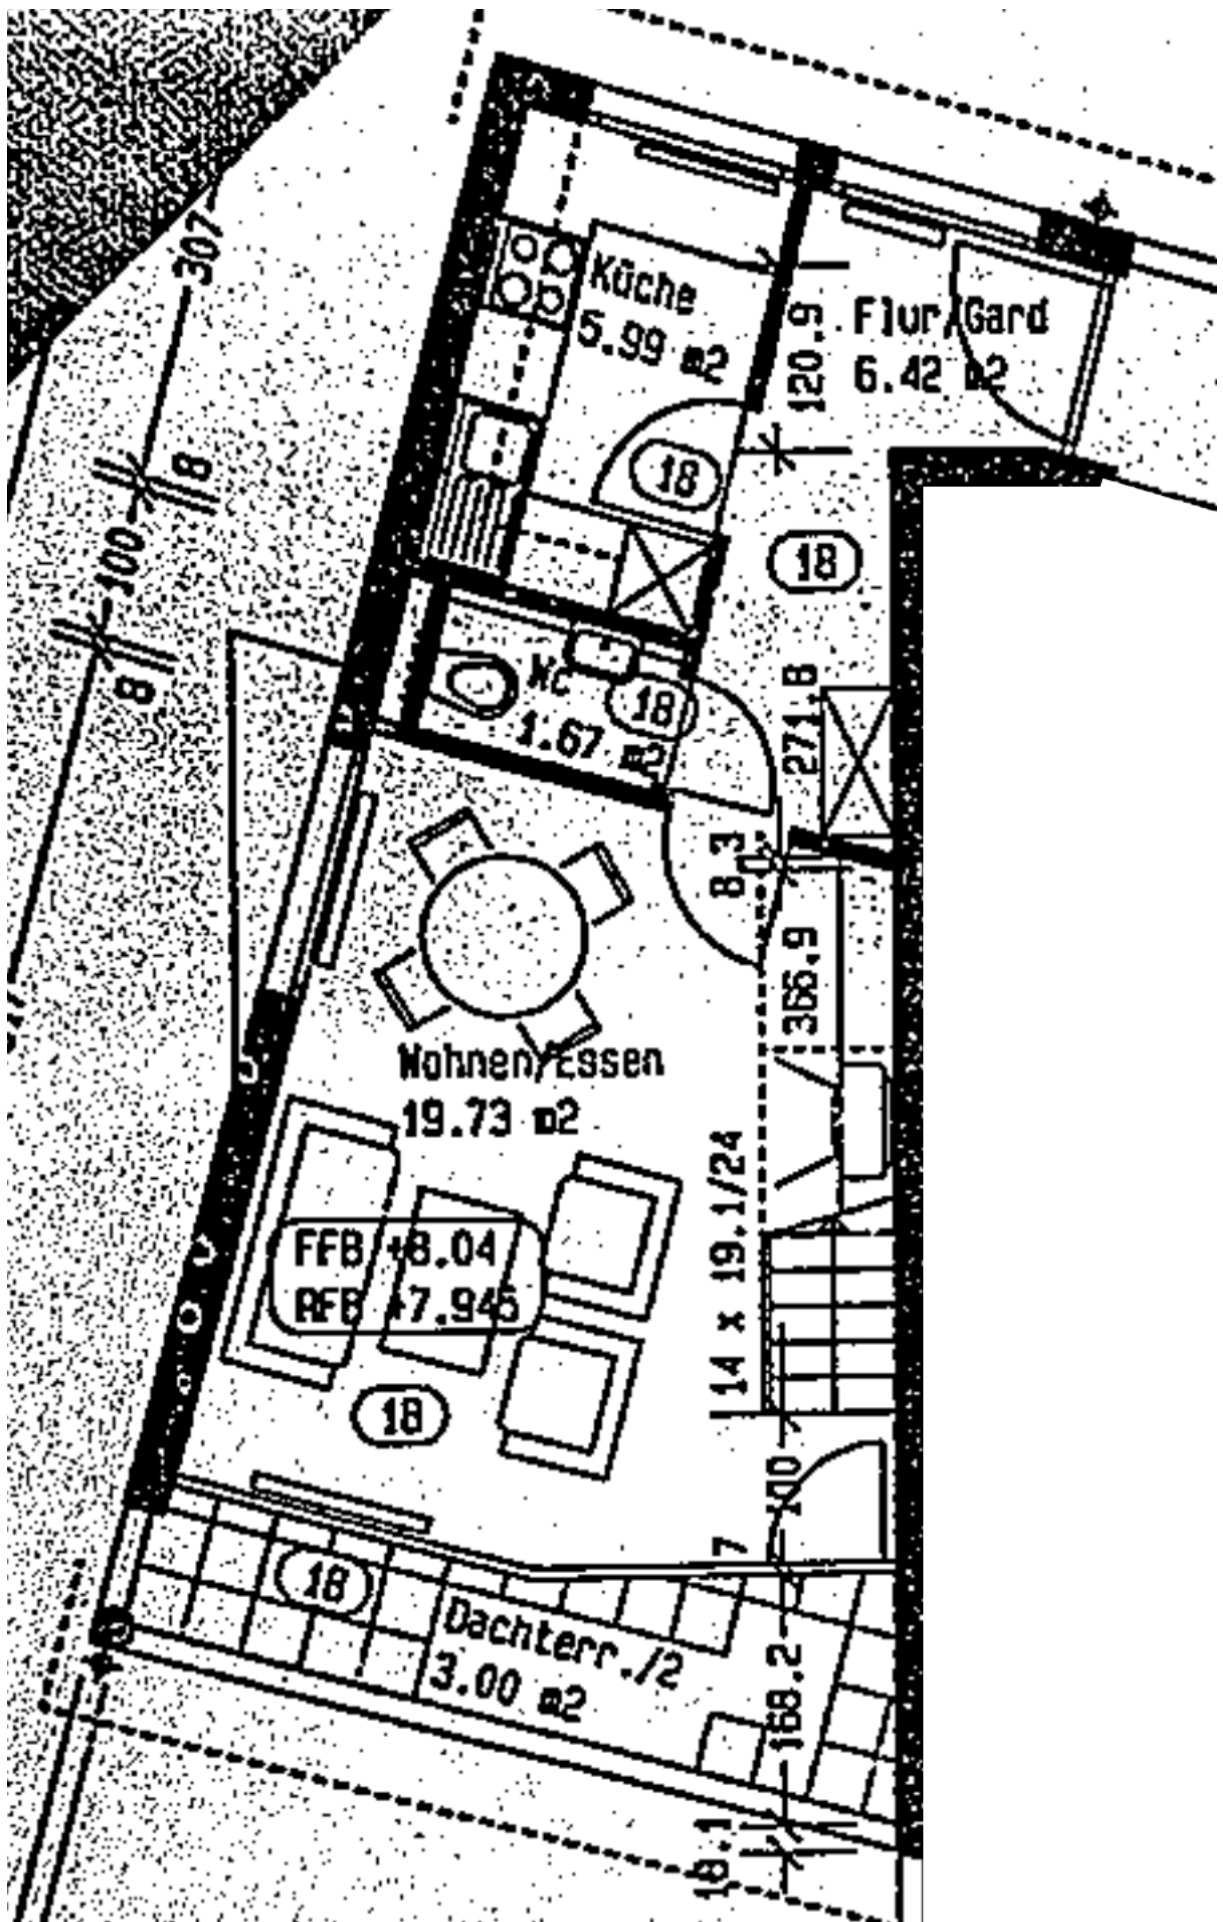 307
Küche
5.99 m2
Flur/Gard
6.42 m2
120.9
18
8
100
18
8
WC
18
1.67 m2
271.8
8.3
366.9
Wohnen/Essen
19.73 m2
14 x 19.1/24
FFB +8.04
RFB +7.945
18
100
7
18
Dachterr./2
3.00 m2
168.2
18.1